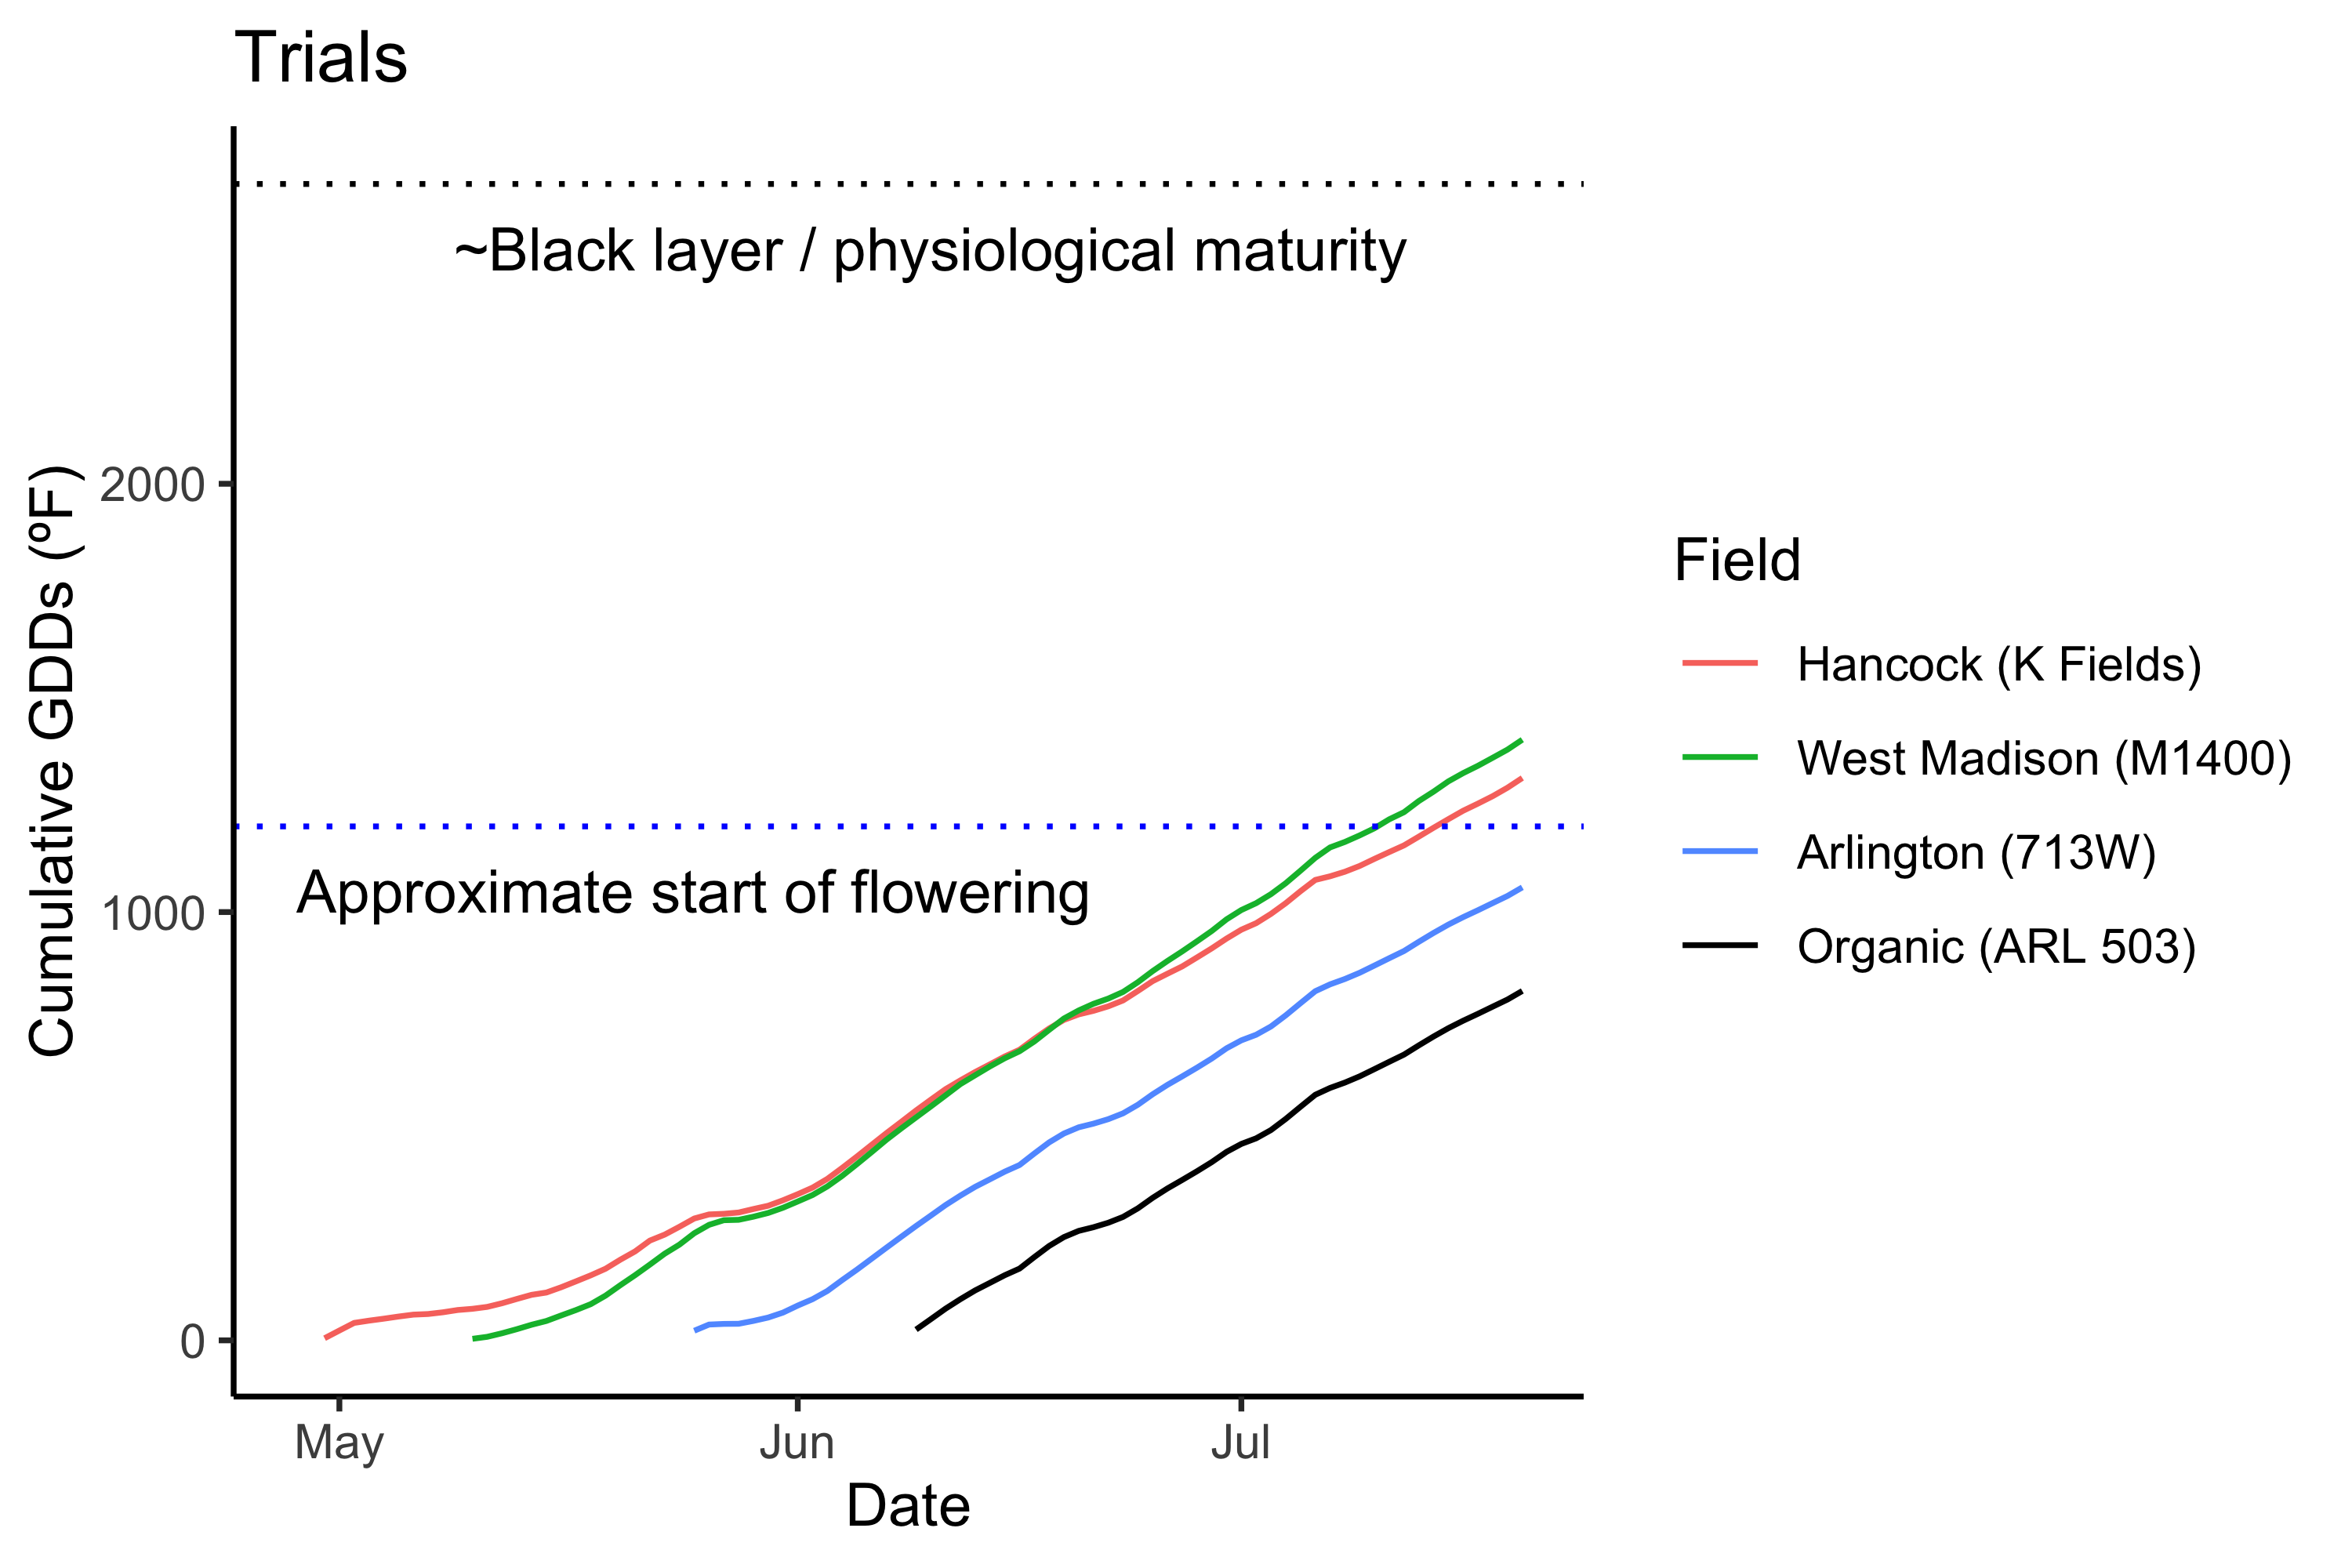 Trials
~Black layer / physiological maturity
Approximate start of flowering
Cumulative GDDs (ºF)
2000
1000
0
May
Jun
Jul
Date
Field
Hancock (K Fields)
West Madison (M1400)
Arlington (713W)
Organic (ARL 503)